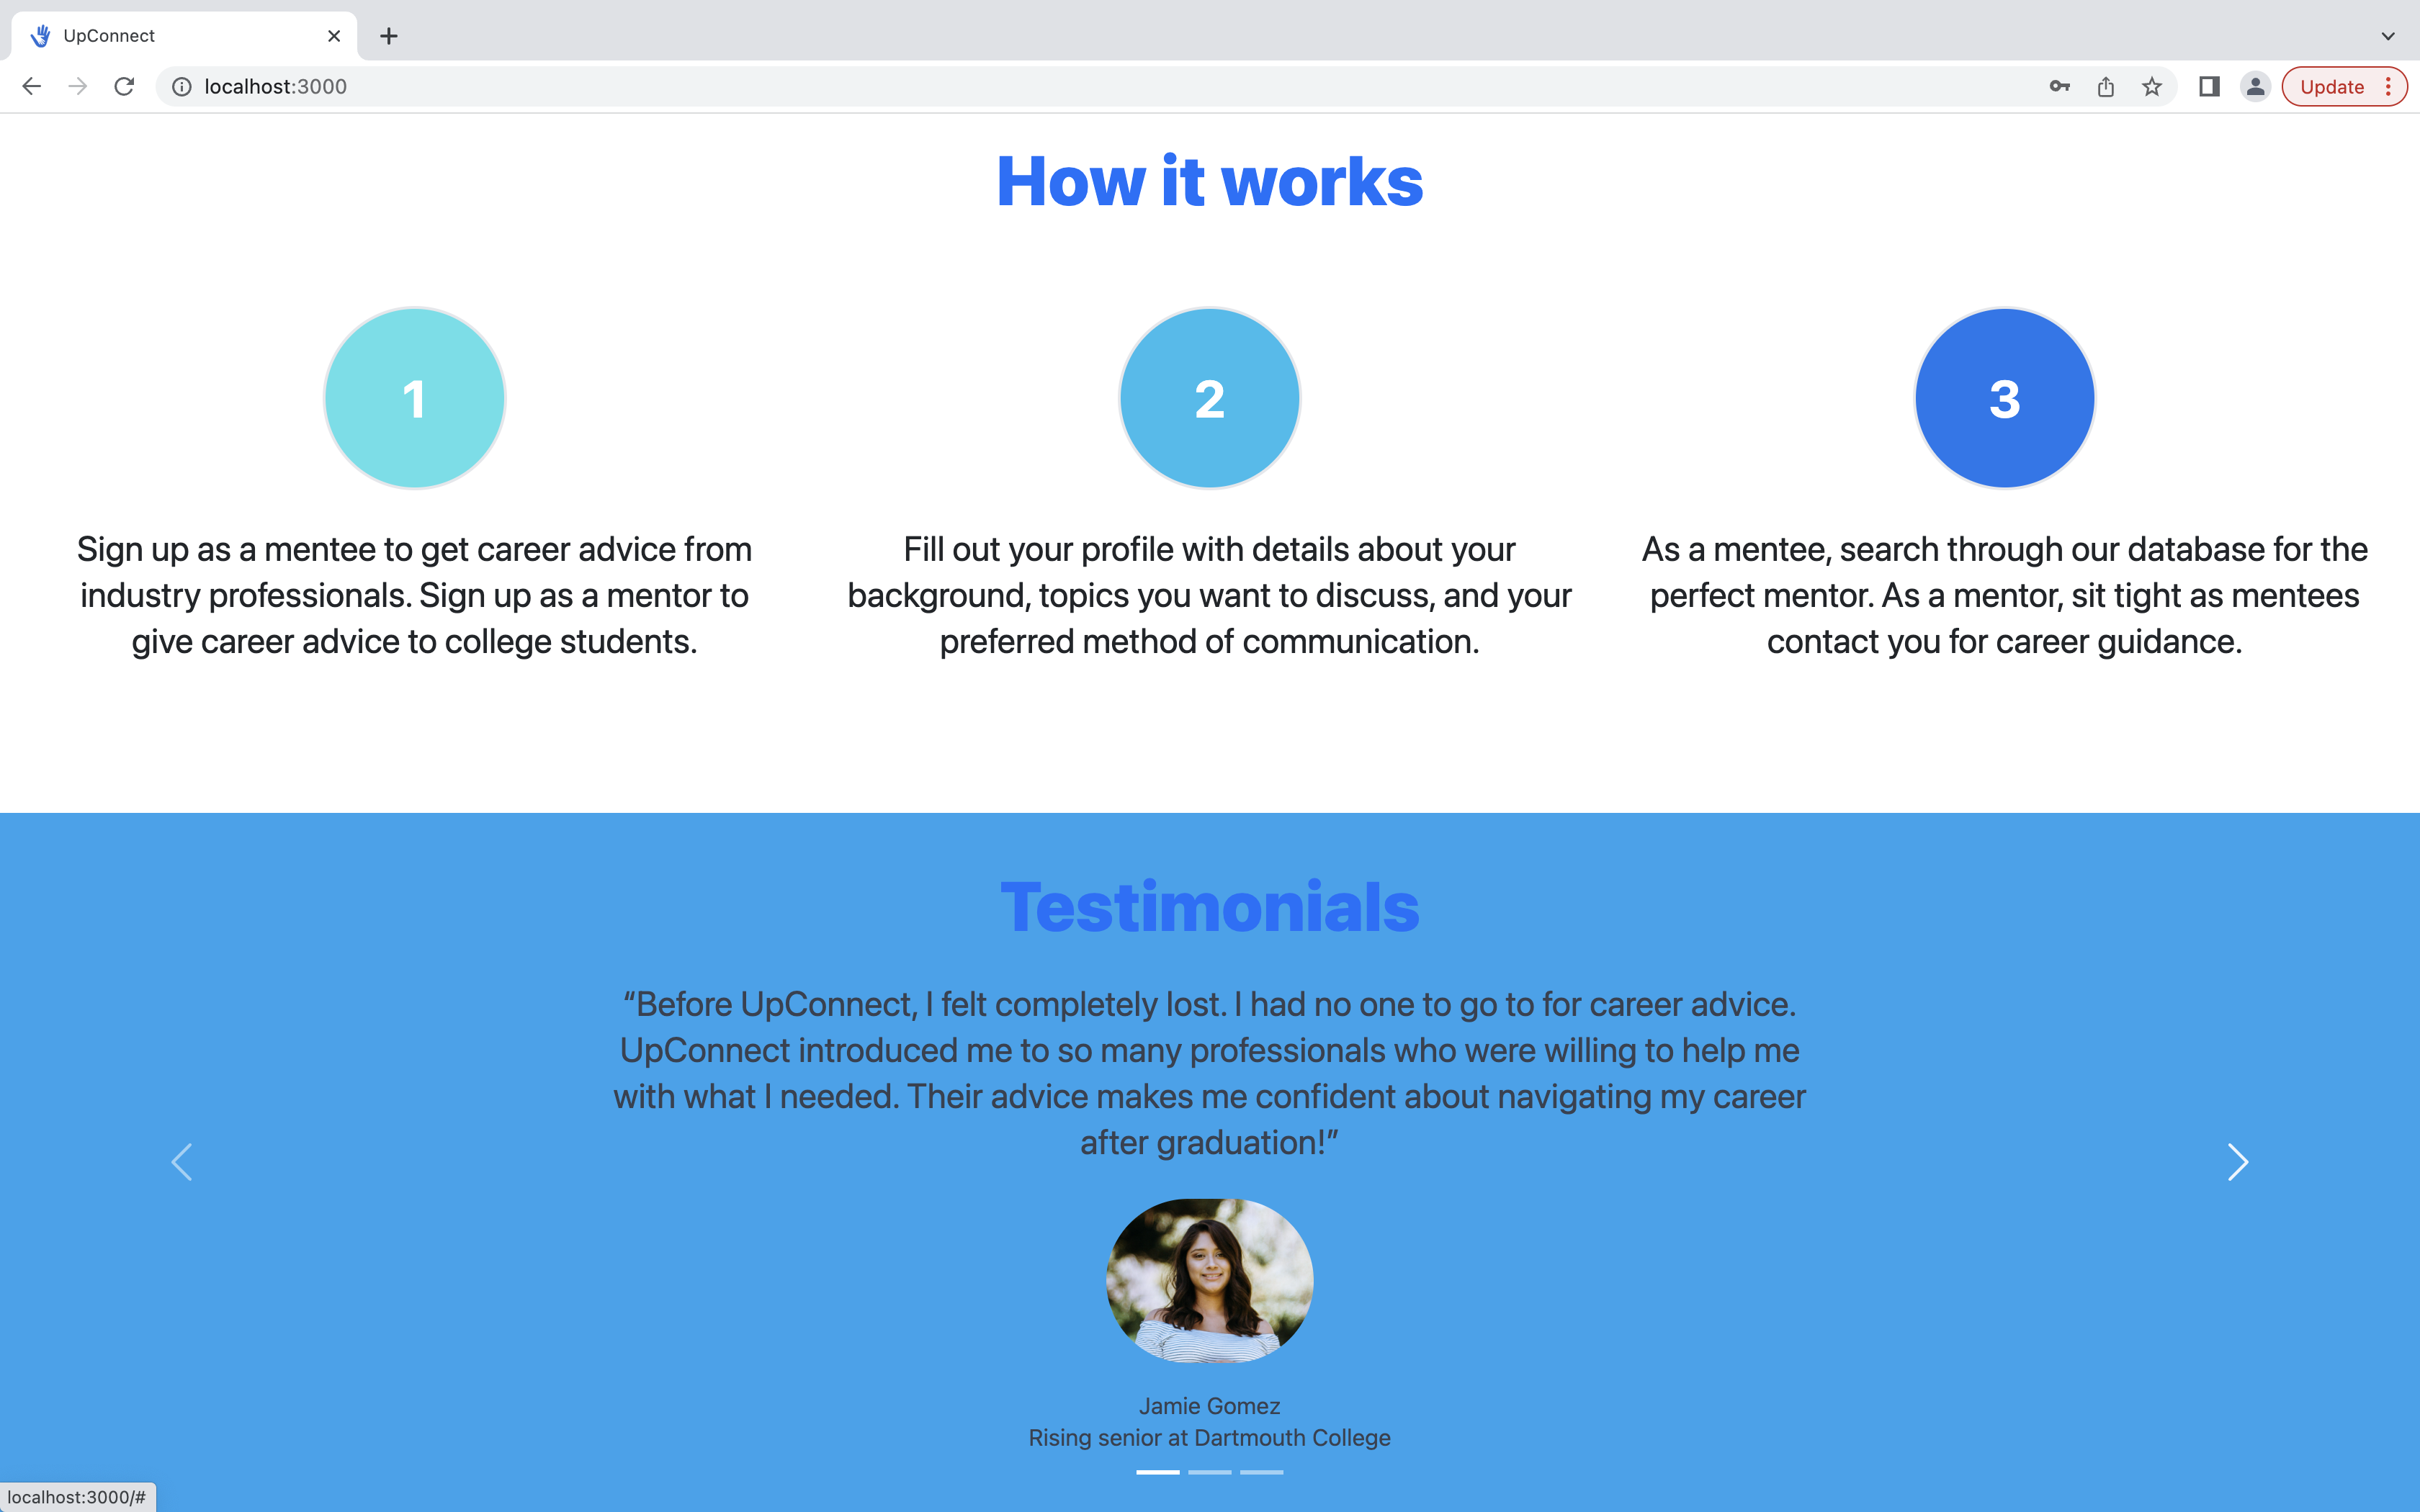 UpConnect
localhost:3000
Update
How it works
1
2
3
Sign up as a mentee to get career advice from
industry professionals. Sign up as a mentor to
give career advice to college students.
Fill out your profile with details about your
background, topics you want to discuss, and your
preferred method of communication.
As a mentee, search through our database for the
perfect mentor. As a mentor, sit tight as mentees
contact you for career guidance.
Testimonials
“Before UpConnect, I felt completely lost. I had no one to go to for career advice.
UpConnect introduced me to so many professionals who were willing to help me
with what I needed. Their advice makes me confident about navigating my career
after graduation!”
Jamie Gomez
Rising senior at Dartmouth College
localhost:3000/#